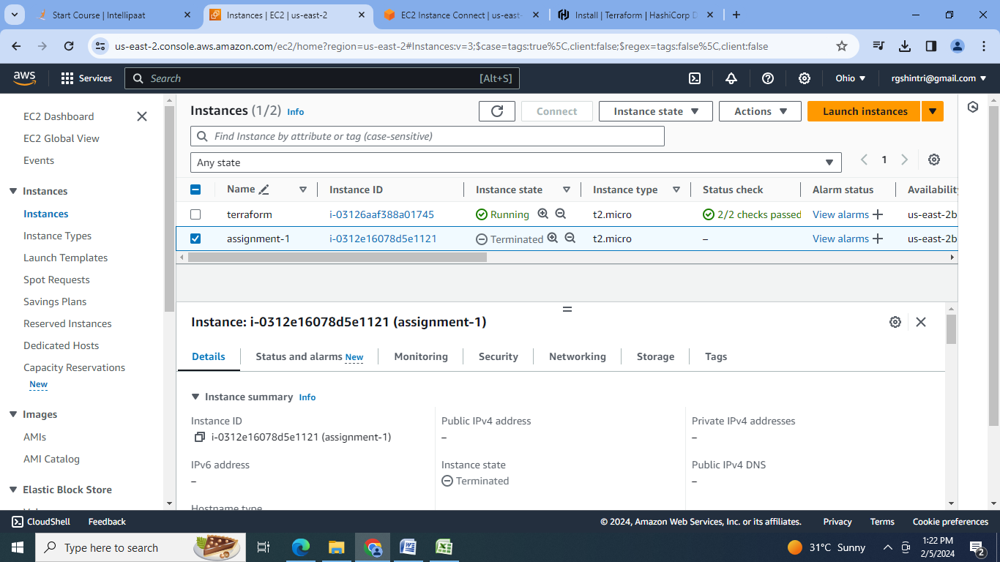 Start Course | Intellipaat
Instances | EC2 | us-east-2
EC2 Instance Connect | us-east-
Install | Terraform | HashiCorp D
us-east-2.console.aws.amazon.com/ec2/home?region=us-east-2#Instances:v=3;$case=tags:true%5C,client:false;$regex=tags:false%5C,client:false
aws
Services
Search
[Alt+S]
Ohio
rgshintri@gmail.com
EC2 Dashboard
EC2 Global View
Events
Instances
Instances
Instance Types
Launch Templates
Spot Requests
Savings Plans
Reserved Instances
Dedicated Hosts
Capacity Reservations
New
Images
AMIs
AMI Catalog
Elastic Block Store
Instances (1/2) Info
Connect
Instance state
Actions
Launch instances
Find Instance by attribute or tag (case-sensitive)
Any state
1
Name Instance ID Instance state Instance type Status check Alarm status Availability
terraform i-03126aaf388a01745 Running t2.micro 2/2 checks passed View alarms us-east-2b
assignment-1 i-0312e16078d5e1121 Terminated t2.micro – View alarms us-east-2b
Instance: i-0312e16078d5e1121 (assignment-1)
Details Status and alarms New Monitoring Security Networking Storage Tags
Instance summary Info
Instance ID
i-0312e16078d5e1121 (assignment-1)
Public IPv4 address
–
Private IPv4 addresses
–
IPv6 address
–
Instance state
Terminated
Public IPv4 DNS
–
Hostname type
CloudShell Feedback
© 2024, Amazon Web Services, Inc. or its affiliates. Privacy Terms Cookie preferences
Type here to search
31°C Sunny
1:22 PM
2/5/2024
2